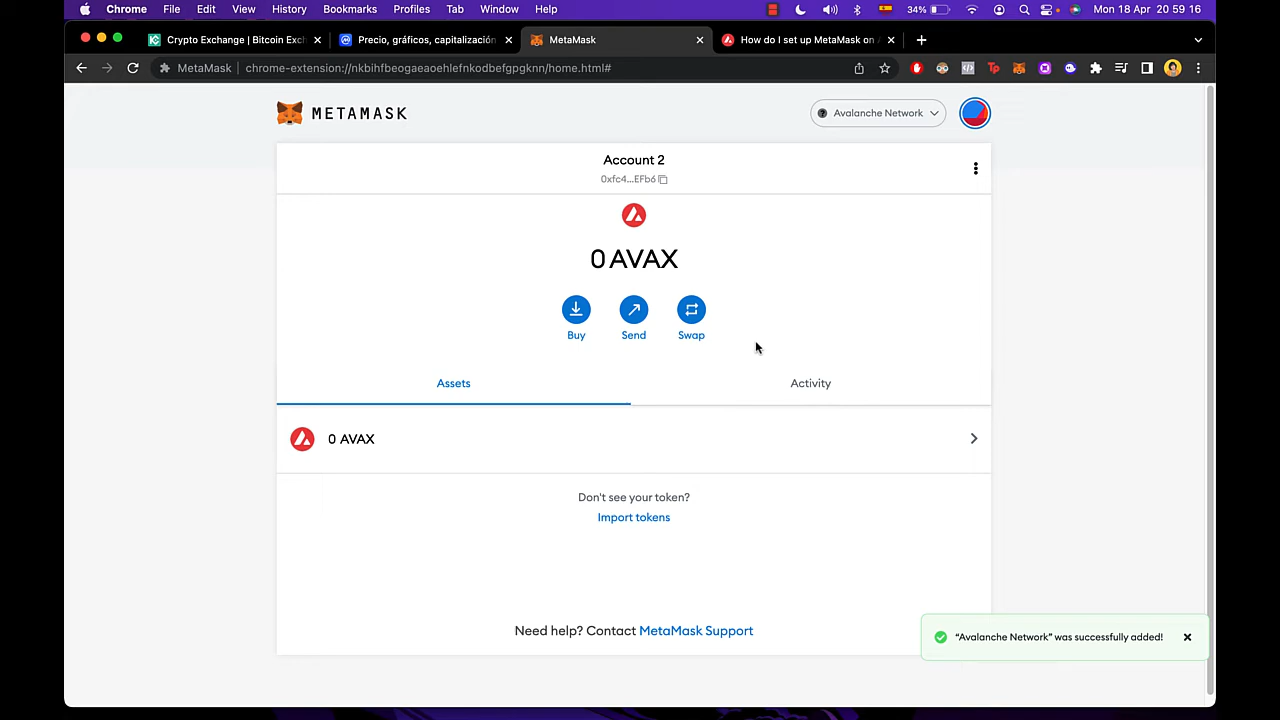 Chrome File Edit View History Bookmarks Profiles Tab Window Help 34% Mon 18 Apr 20 59 16
Crypto Exchange | Bitcoin Exc
Precio, gráficos, capitalización
MetaMask
How do I set up MetaMask on A
MetaMask | chrome-extension://nkbihfbeogaeaoehlefnkodbefgpgknn/home.html#
METAMASK
Avalanche Network
Account 2
0xfc4...EFb6
0 AVAX
Buy Send Swap
Assets Activity
0 AVAX
Don't see your token?
Import tokens
Need help? Contact MetaMask Support
“Avalanche Network” was successfully added!